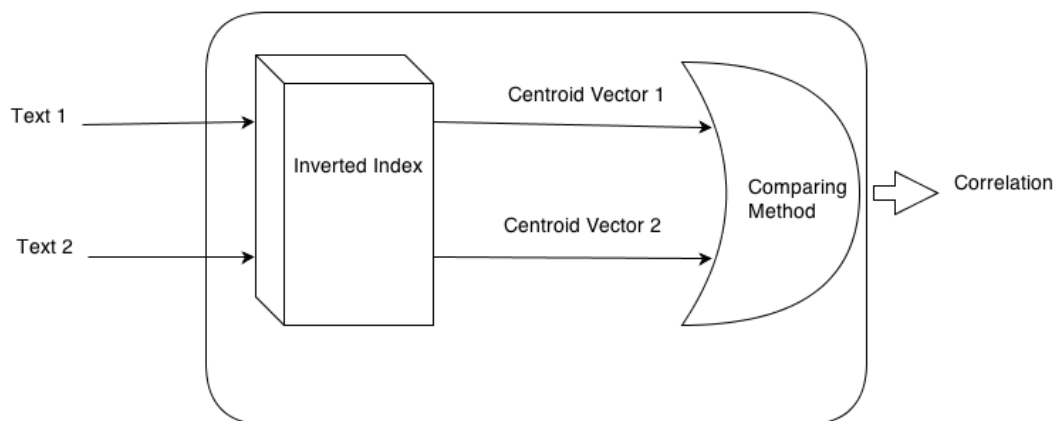 Text 1
Centroid Vector 1
Inverted Index
Comparing
Method
Correlation
Text 2
Centroid Vector 2